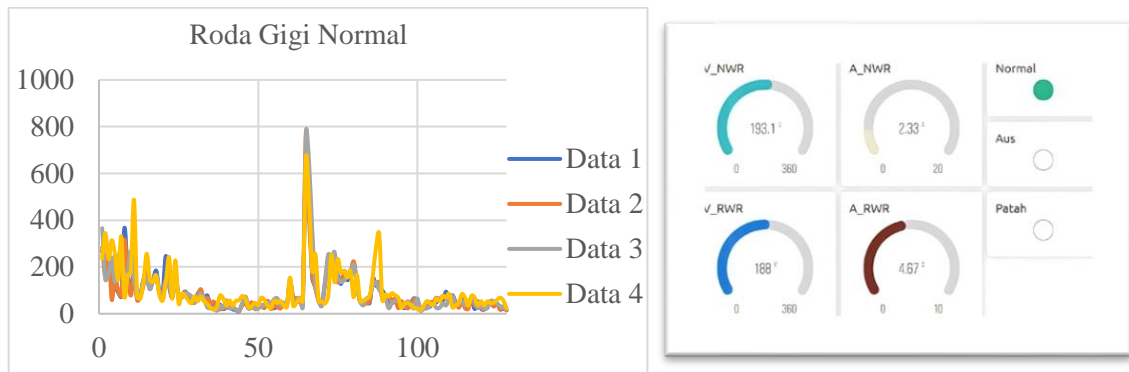 Roda Gigi Normal
1000
800
600
400
200
0
0
50
100
Data 1
Data 2
Data 3
Data 4
V_NWR
193.1
0
360
A_NWR
2.33
0
20
Normal
Aus
V_RWR
188 V
0
360
A_RWR
4.67
0
10
Patah